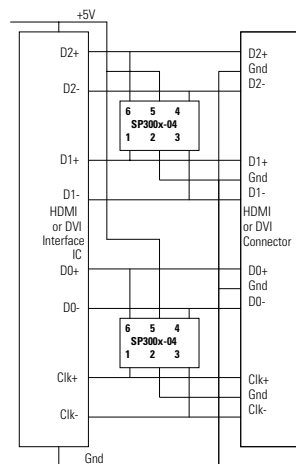 +5V
D2+
D2-
D2+
Gnd
D2-
6 5 4
SP300x-04
1 2 3
D1+
D1-
D1+
Gnd
D1-
HDMI
or DVI
Interface
IC
HDMI
or DVI
Connector
D0+
D0-
D0+
Gnd
D0-
6 5 4
SP300x-04
1 2 3
Clk+
Clk-
Clk+
Gnd
Clk-
Gnd